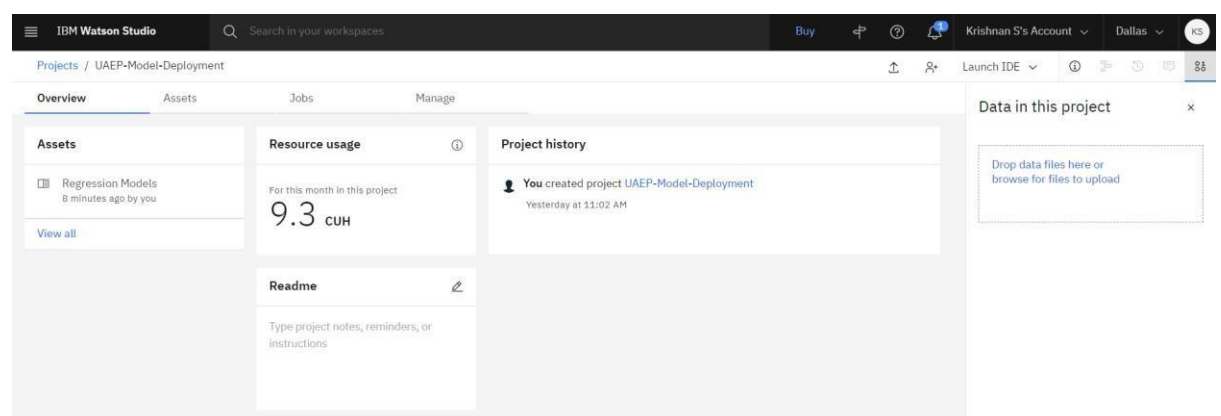 IBM Watson Studio
Search in your workspaces
Buy
1
Krishnan S's Account
Dallas
KS
Projects / UAEP-Model-Deployment
Launch IDE
Overview
Assets
Jobs
Manage
Data in this project
Drop data files here or
browse for files to upload
Assets
Regression Models
8 minutes ago by you
View all
Resource usage
For this month in this project
9.3 CUH
Readme
Type project notes, reminders, or
instructions
Project history
You created project UAEP-Model-Deployment
Yesterday at 11:02 AM